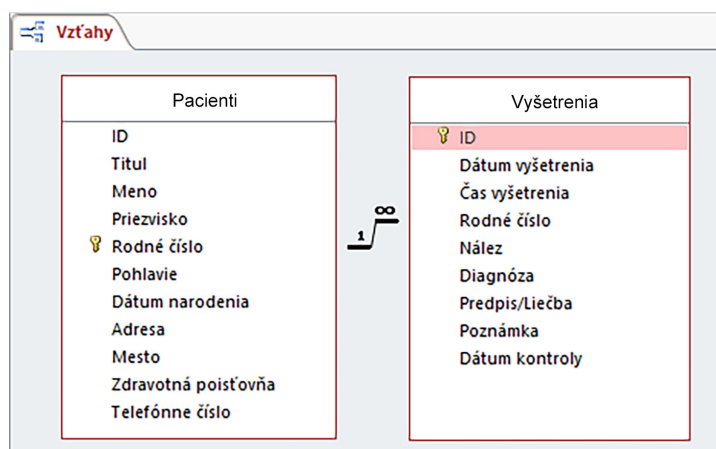 Vzťahy
Pacienti
ID
Titul
Meno
Priezvisko
Rodné číslo
Pohlavie
Dátum narodenia
Adresa
Mesto
Zdravotná poisťovňa
Telefónne číslo
1
∞
Vyšetrenia
ID
Dátum vyšetrenia
Čas vyšetrenia
Rodné číslo
Nález
Diagnóza
Predpis/Liečba
Poznámka
Dátum kontroly